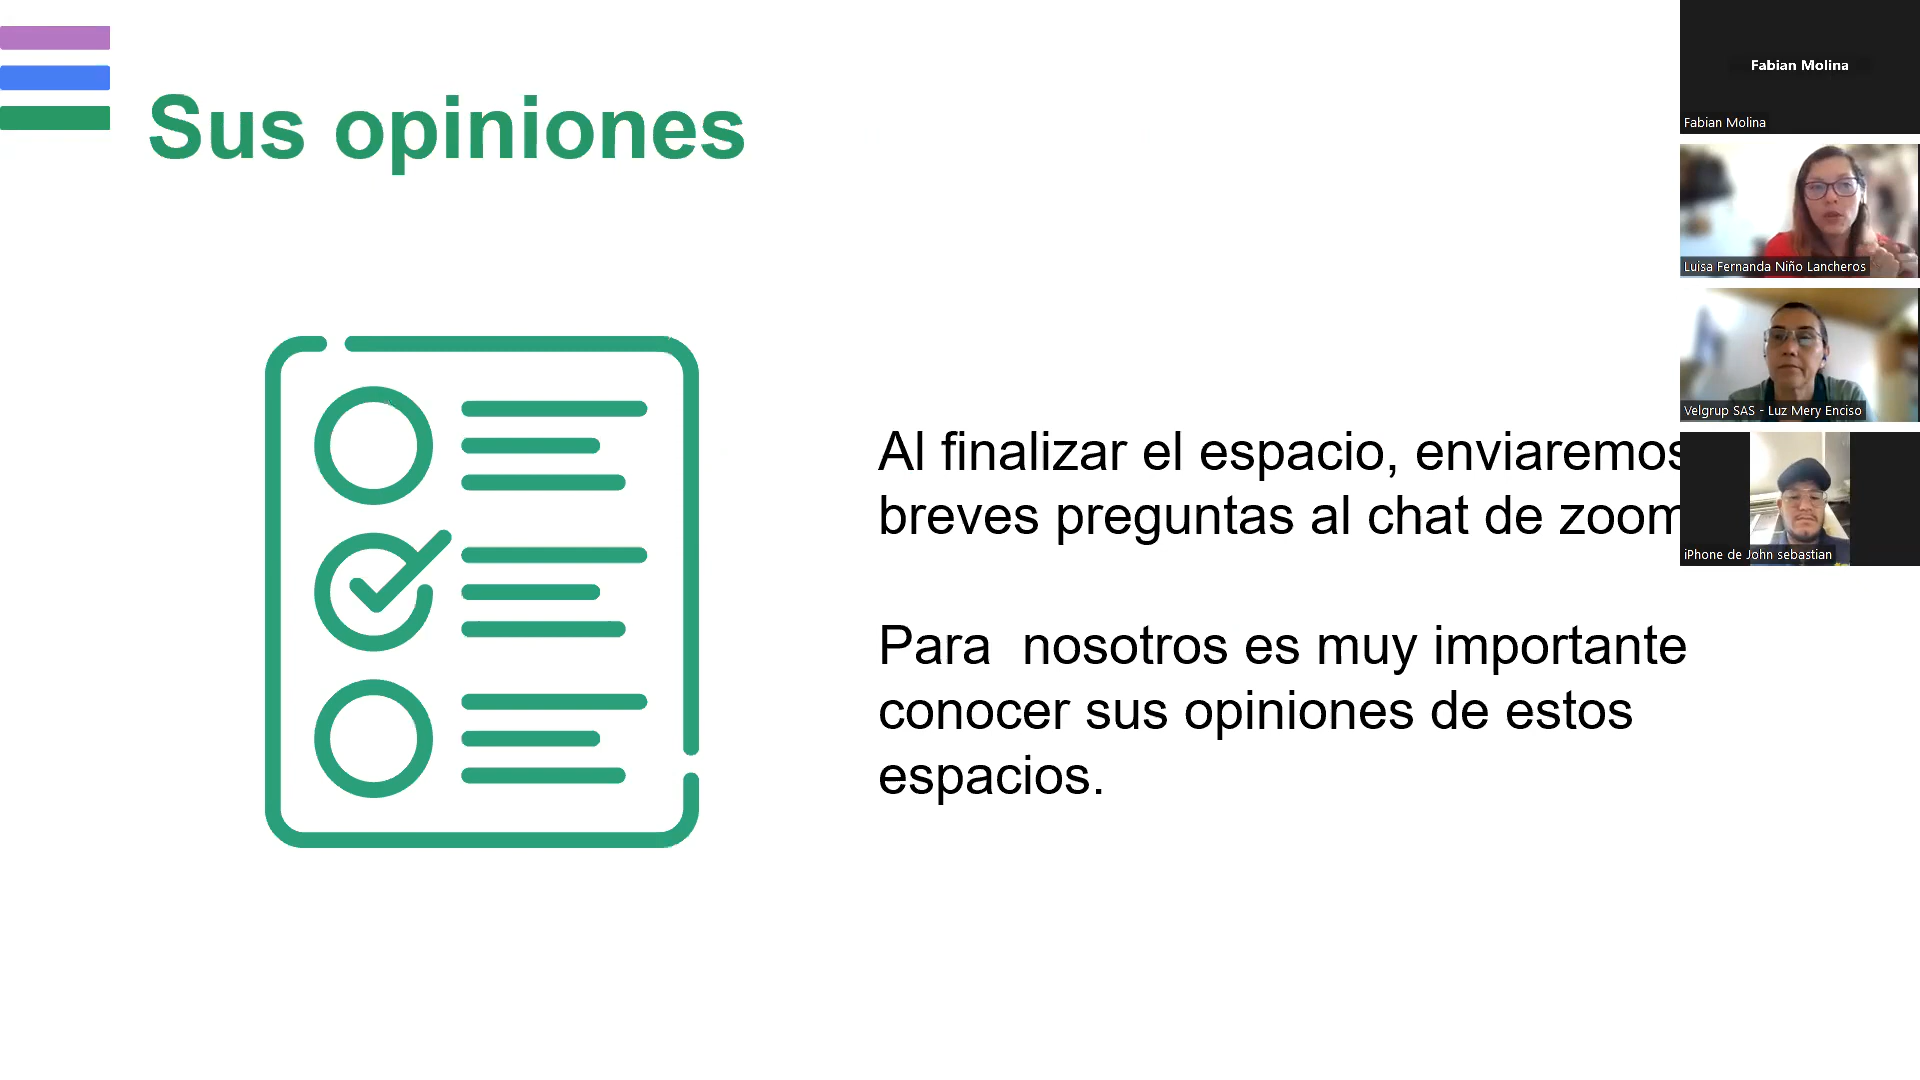 Sus opiniones
Al finalizar el espacio, enviaremos
breves preguntas al chat de zoom
Para  nosotros es muy importante
conocer sus opiniones de estos
espacios.
Fabian Molina
Fabian Molina
Luisa Fernanda Niño Lancheros
Velgrup SAS - Luz Mery Enciso
iPhone de John sebastian